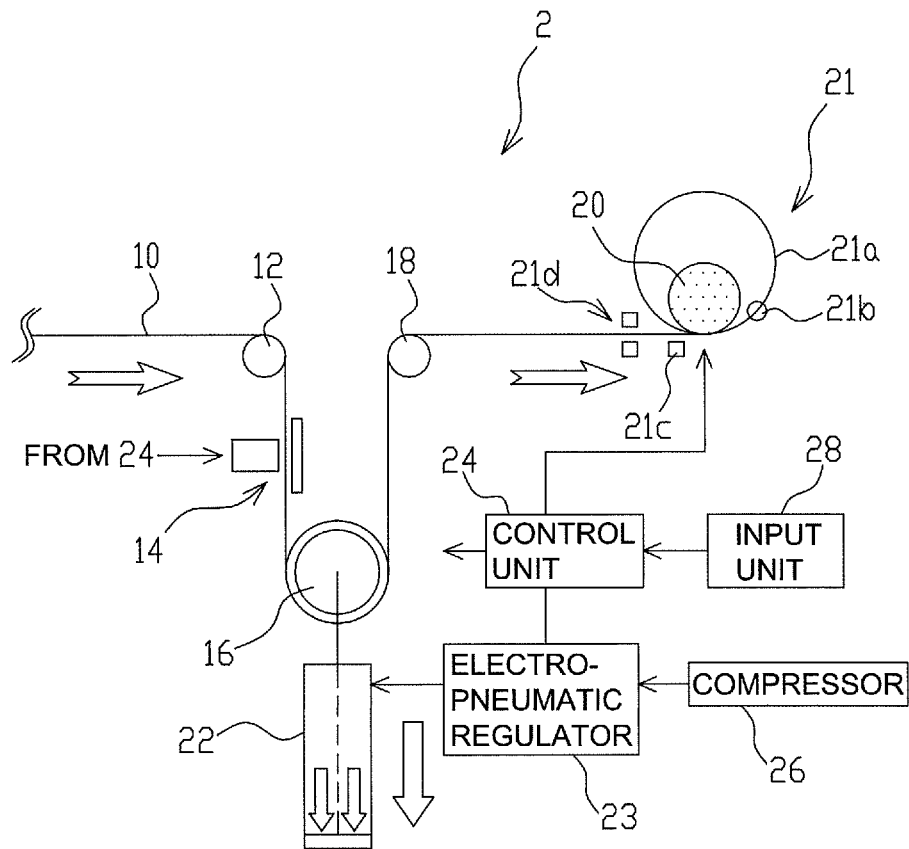 2
21
20
12
18
10
21d
21a
21b
21c
FROM 24
24
28
14
CONTROL
UNIT
INPUT
UNIT
16
ELECTRO-
PNEUMATIC
REGULATOR
COMPRESSOR
22
26
23